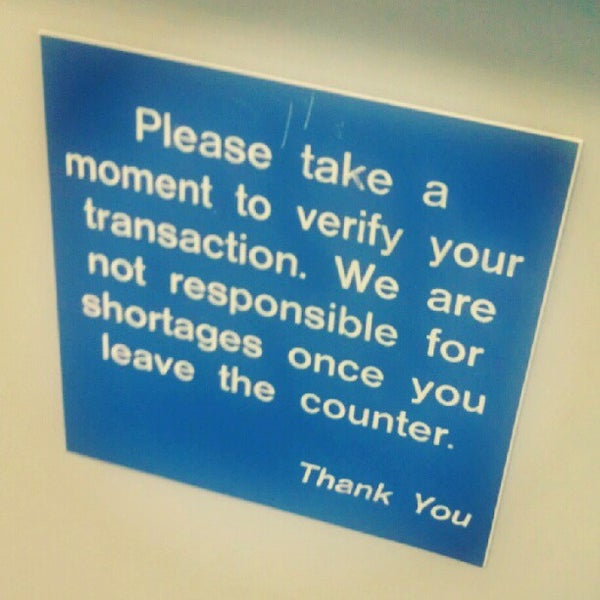 Please take a
moment to verify your
transaction. We are
not responsible for
shortages once you
leave the counter.
Thank You